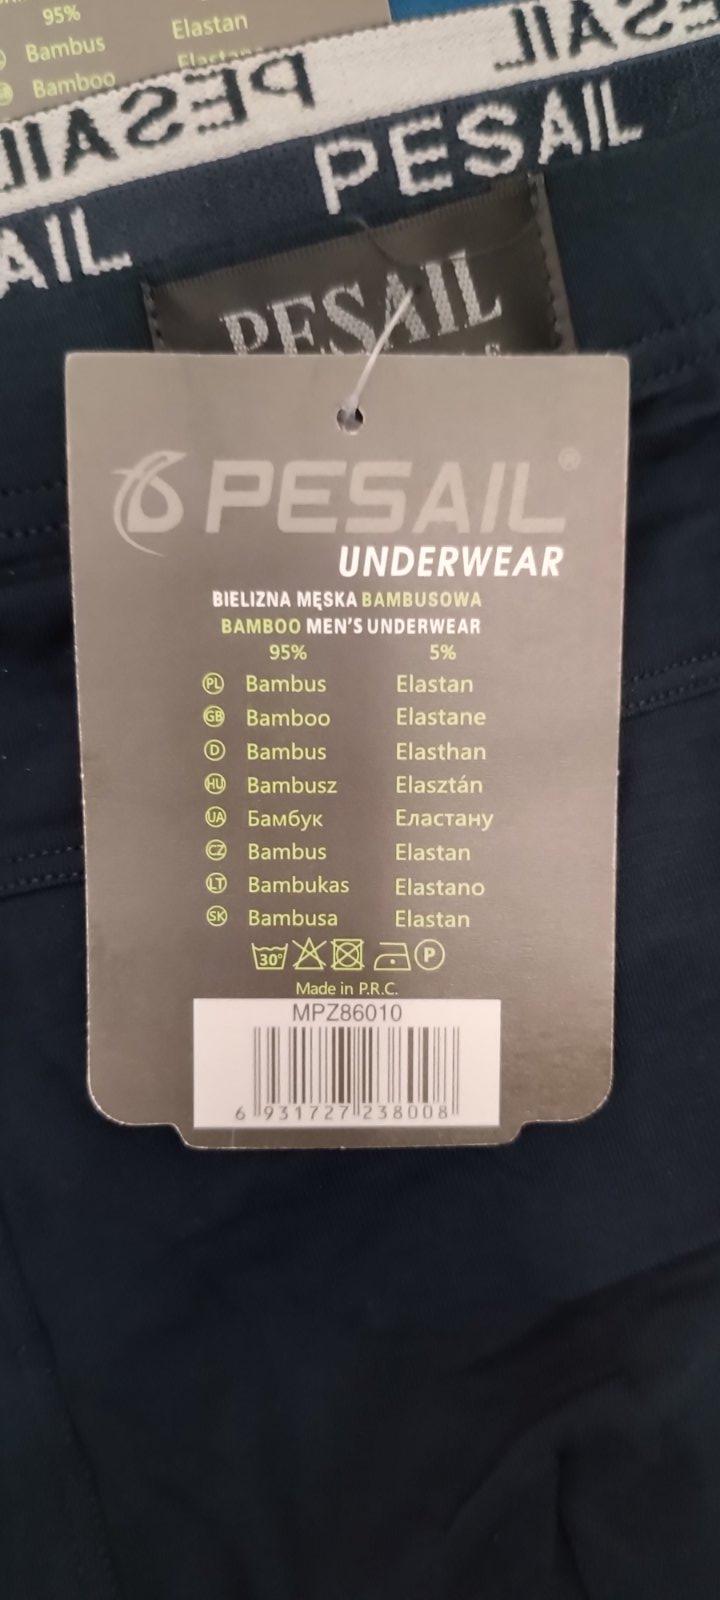 95%
Bambus Elastan
Bamboo Elastane
PESAIL
PESAIL
PESAIL
PESAIL
AIL
PESAIL
PESAIL®
UNDERWEAR
BIELIZNA MĘSKA BAMBUSOWA
BAMBOO MEN'S UNDERWEAR
95% 5%
PL Bambus Elastan
GB Bamboo Elastane
D Bambus Elasthan
HU Bambusz Elasztán
UA Бамбук Еластану
CZ Bambus Elastan
LT Bambukas Elastano
SK Bambusa Elastan
30° P
Made in P.R.C.
MPZ86010
6 931727 238008